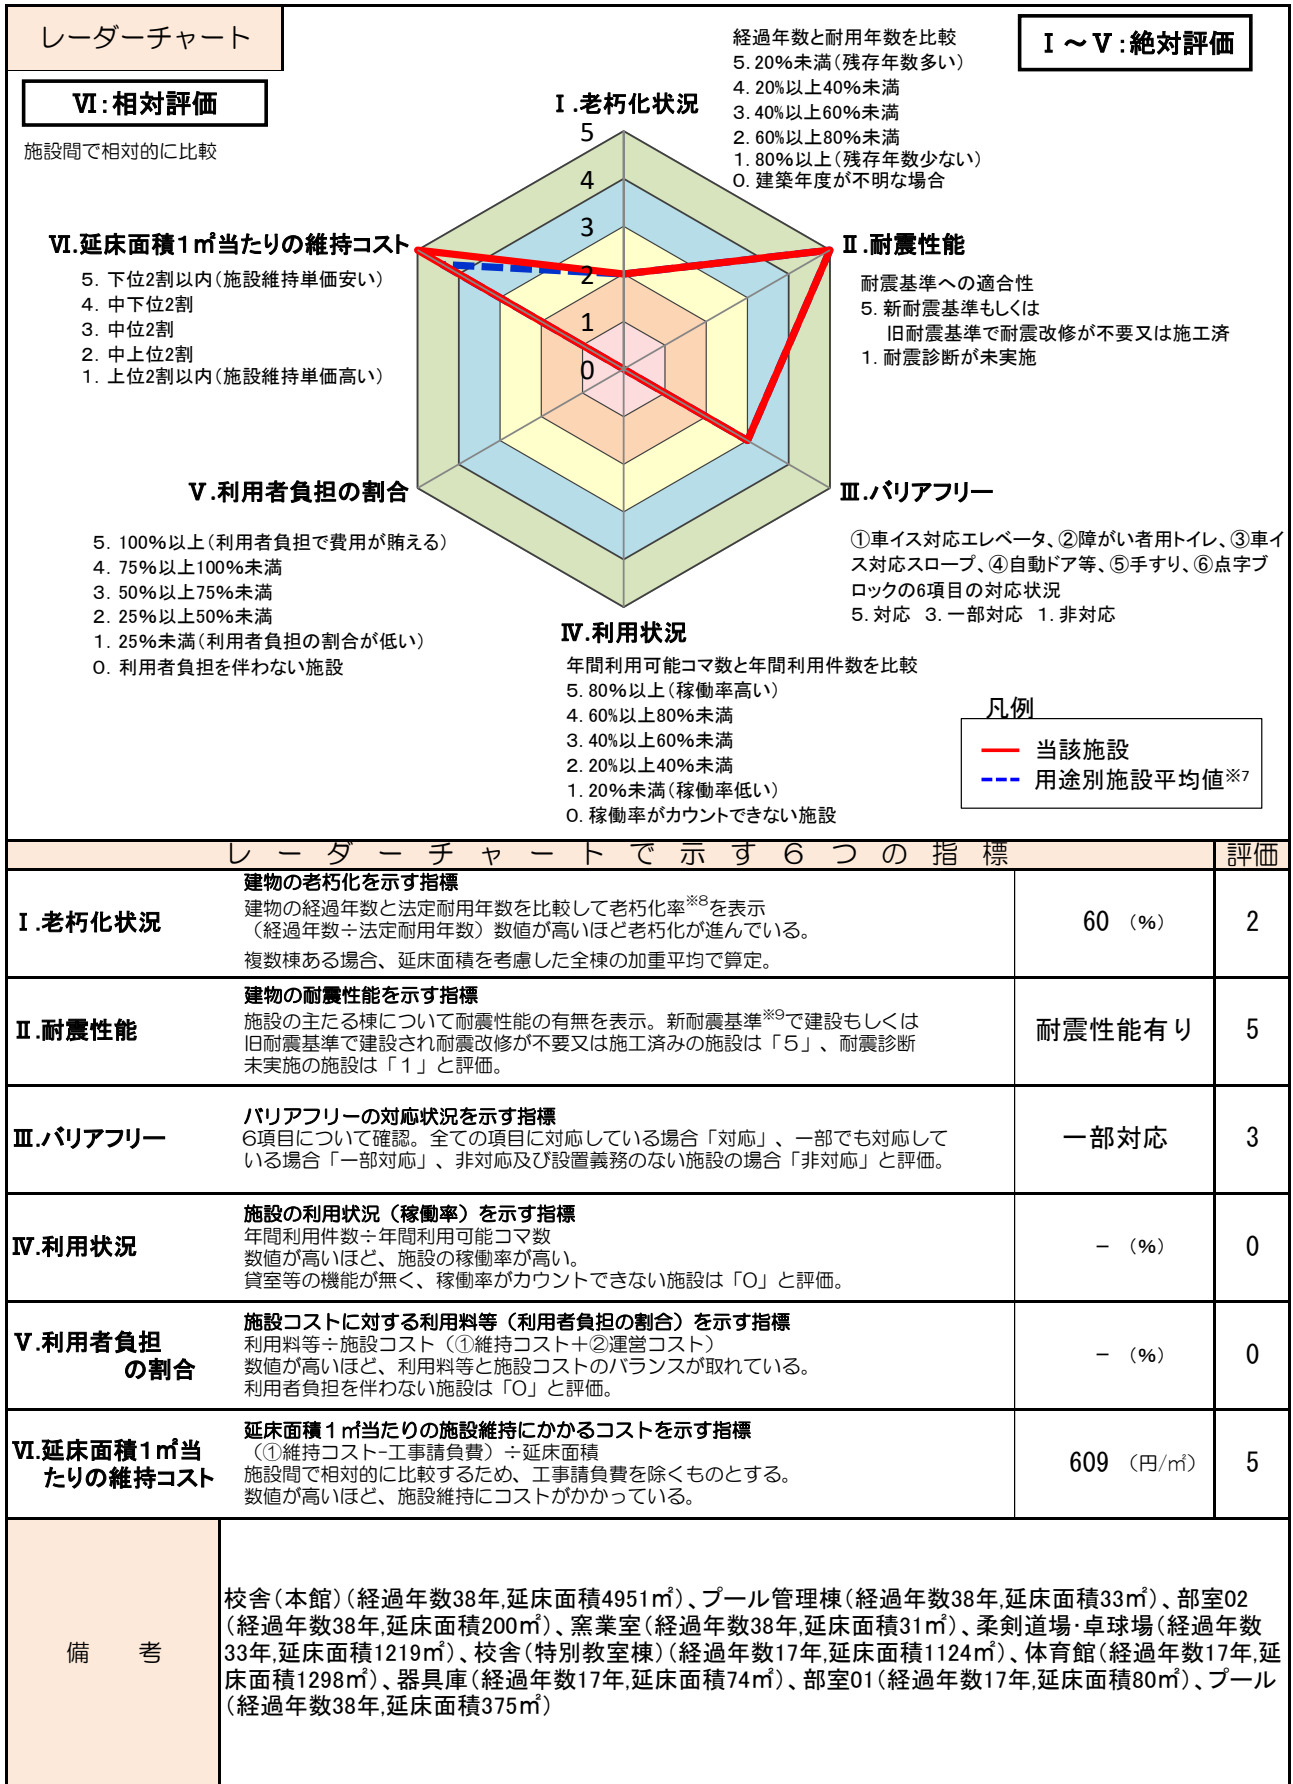 レーダーチャート
Ⅵ:相対評価
施設間で相対的に比較
Ⅰ～Ⅴ:絶対評価
経過年数と耐用年数を比較
5.20%未満(残存年数多い)
4.20%以上40%未満
3.40%以上60%未満
2.60%以上80%未満
1.80%以上(残存年数少ない)
0.建築年度が不明な場合
Ⅰ.老朽化状況
5
4
3
2
1
0
Ⅵ.延床面積1㎡当たりの維持コスト
5. 下位2割以内(施設維持単価安い)
4. 中下位2割
3. 中位2割
2. 中上位2割
1. 上位2割以内(施設維持単価高い)
Ⅱ.耐震性能
耐震基準への適合性
5.新耐震基準もしくは
旧耐震基準で耐震改修が不要又は施工済
1.耐震診断が未実施
Ⅴ.利用者負担の割合
5. 100%以上(利用者負担で費用が賄える)
4. 75%以上100%未満
3. 50%以上75%未満
2. 25%以上50%未満
1. 25%未満(利用者負担の割合が低い)
0. 利用者負担を伴わない施設
Ⅲ.バリアフリー
①車イス対応エレベータ、②障がい者用トイレ、③車イ
ス対応スロープ、④自動ドア等、⑤手すり、⑥点字ブ
ロックの6項目の対応状況
5.対応 3.一部対応 1.非対応
Ⅳ.利用状況
年間利用可能コマ数と年間利用件数を比較
5.80%以上(稼働率高い)
4.60%以上80%未満
3.40%以上60%未満
2.20%以上40%未満
1.20%未満(稼働率低い)
0.稼働率がカウントできない施設
凡例
当該施設
用途別施設平均値※7
レーダーチャートで示す6つの指標 評価
Ⅰ.老朽化状況
建物の老朽化を示す指標
建物の経過年数と法定耐用年数を比較して老朽化率※8を表示
（経過年数÷法定耐用年数）数値が高いほど老朽化が進んでいる。
複数棟ある場合、延床面積を考慮した全棟の加重平均で算定。
60 （%） 2
Ⅱ.耐震性能
建物の耐震性能を示す指標
施設の主たる棟について耐震性能の有無を表示。新耐震基準※9で建設もしくは
旧耐震基準で建設され耐震改修が不要又は施工済みの施設は「5」、耐震診断
未実施の施設は「1」と評価。
耐震性能有り 5
Ⅲ.バリアフリー
バリアフリーの対応状況を示す指標
6項目について確認。全ての項目に対応している場合「対応」、一部でも対応して
いる場合「一部対応」、非対応及び設置義務のない施設の場合「非対応」と評価。
一部対応 3
Ⅳ.利用状況
施設の利用状況（稼働率）を示す指標
年間利用件数÷年間利用可能コマ数
数値が高いほど、施設の稼働率が高い。
貸室等の機能が無く、稼働率がカウントできない施設は「0」と評価。
－ （%） 0
Ⅴ.利用者負担
の割合
施設コストに対する利用料等（利用者負担の割合）を示す指標
利用料等÷施設コスト（①維持コスト+②運営コスト）
数値が高いほど、利用料等と施設コストのバランスが取れている。
利用者負担を伴わない施設は「0」と評価。
－ （%） 0
Ⅵ.延床面積1㎡当
たりの維持コスト
延床面積1㎡当たりの施設維持にかかるコストを示す指標
（①維持コスト-工事請負費）÷延床面積
施設間で相対的に比較するため、工事請負費を除くものとする。
数値が高いほど、施設維持にコストがかかっている。
609 （円/㎡） 5
備 考
校舎(本館)(経過年数38年,延床面積4951㎡)、プール管理棟(経過年数38年,延床面積33㎡)、部室02
(経過年数38年,延床面積200㎡)、窯業室(経過年数38年,延床面積31㎡)、柔剣道場・卓球場(経過年数
33年,延床面積1219㎡)、校舎(特別教室棟)(経過年数17年,延床面積1124㎡)、体育館(経過年数17年,延
床面積1298㎡)、器具庫(経過年数17年,延床面積74㎡)、部室01(経過年数17年,延床面積80㎡)、プール
(経過年数38年,延床面積375㎡)